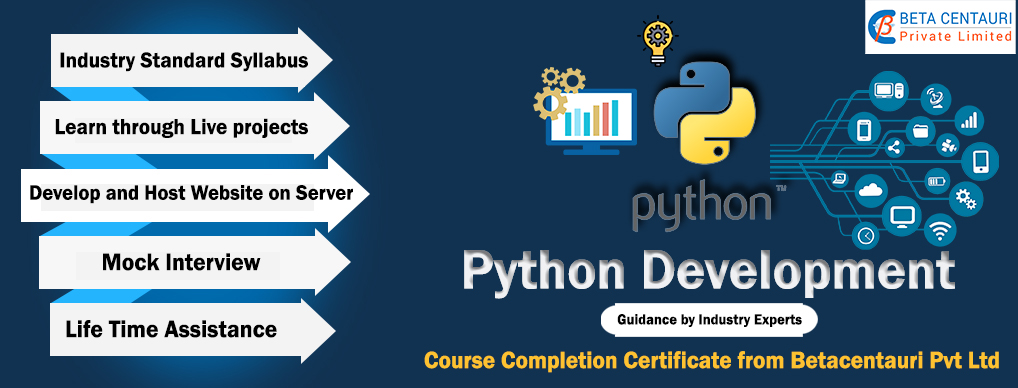 BETA CENTAURI
Private Limited
Industry Standard Syllabus
Learn through Live projects
Develop and Host Website on Server
Mock Interview
Life Time Assistance
python™
Python Development
Guidance by Industry Experts
Course Completion Certificate from Betacentauri Pvt Ltd